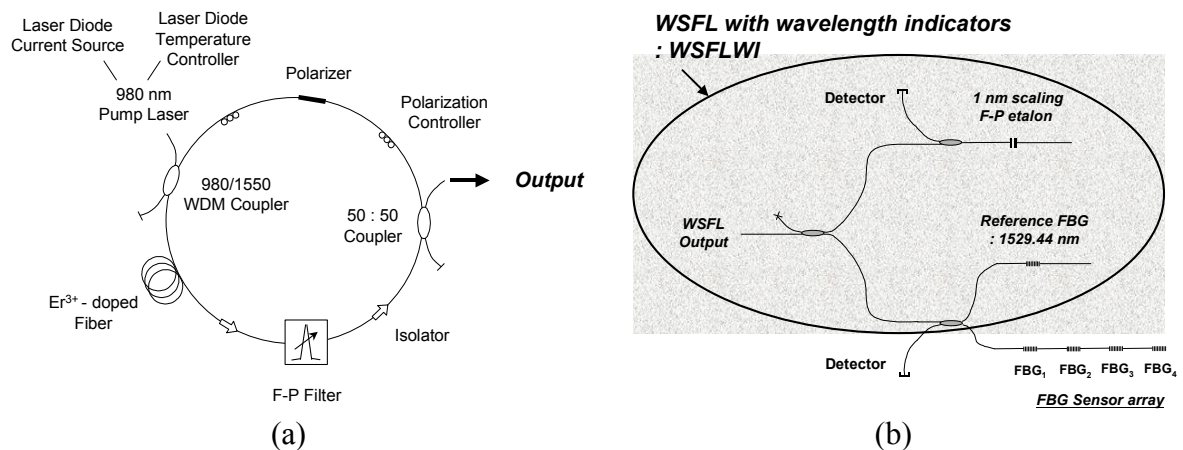 Laser Diode
Current Source
Laser Diode
Temperature
Controller
980 nm
Pump Laser
Polarizer
Polarization
Controller
980/1550
WDM Coupler
50 : 50
Coupler
Output
Er³⁺ - doped
Fiber
Isolator
F-P Filter
(a)
WSFL with wavelength indicators
: WSFLWI
Detector
1 nm scaling
F-P etalon
WSFL
Output
Reference FBG
: 1529.44 nm
Detector
FBG₁ FBG₂ FBG₃ FBG₄
FBG Sensor array
(b)